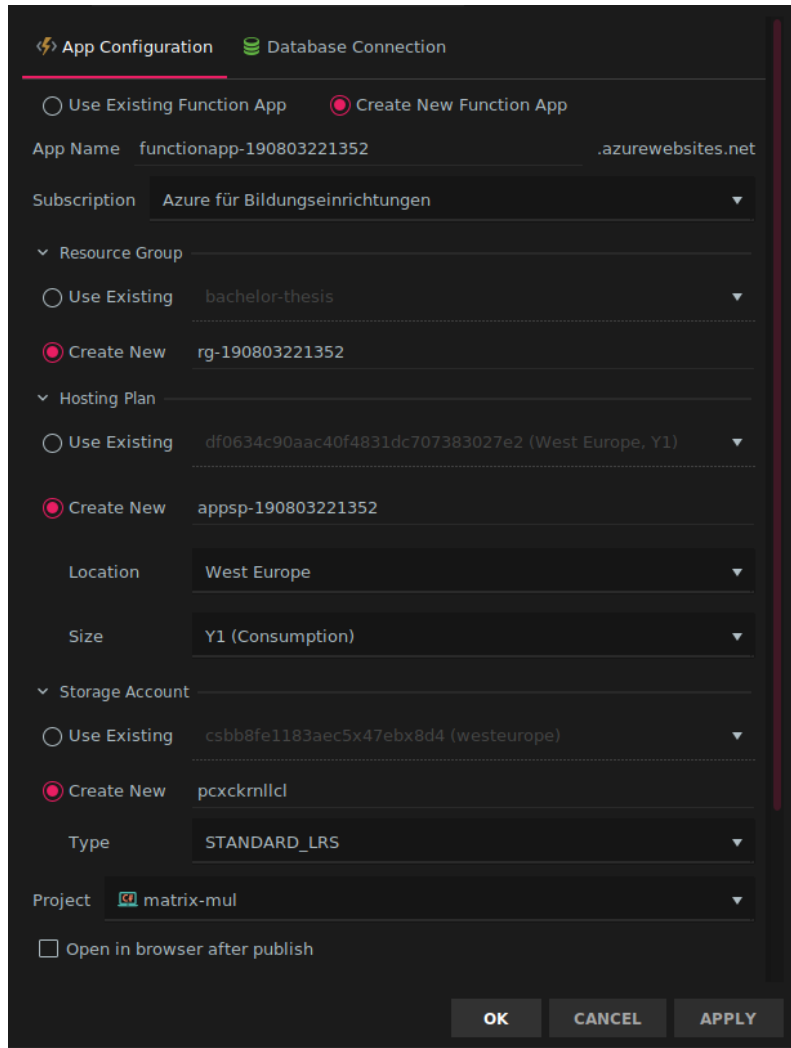 App Configuration Database Connection
Use Existing Function App Create New Function App
App Name functionapp-190803221352 .azurewebsites.net
Subscription Azure für Bildungseinrichtungen
Resource Group
Use Existing bachelor-thesis
Create New rg-190803221352
Hosting Plan
Use Existing df0634c90aac40f4831dc707383027e2 (West Europe, Y1)
Create New appsp-190803221352
Location West Europe
Size Y1 (Consumption)
Storage Account
Use Existing csbb8fe1183aec5x47ebx8d4 (westeurope)
Create New pcxckrnllcl
Type STANDARD_LRS
Project C# matrix-mul
Open in browser after publish
OK CANCEL APPLY